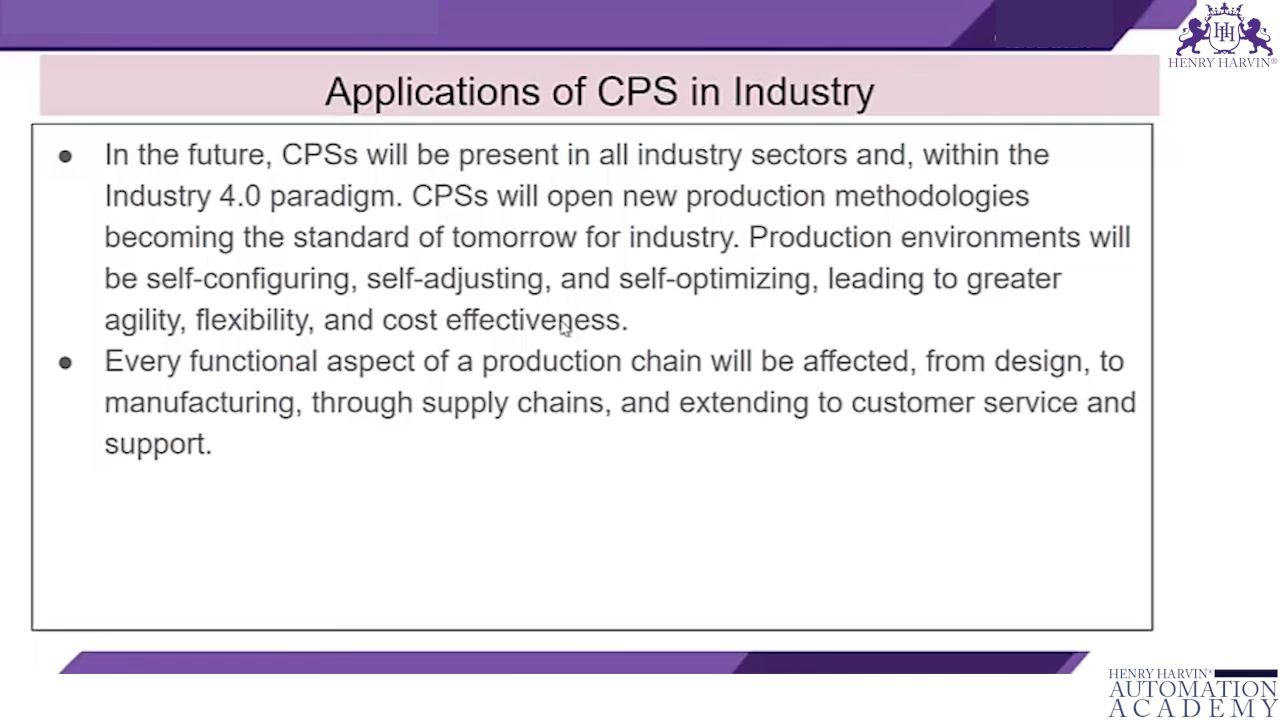 HENRY HARVIN®
Applications of CPS in Industry
● In the future, CPSs will be present in all industry sectors and, within the
Industry 4.0 paradigm. CPSs will open new production methodologies
becoming the standard of tomorrow for industry. Production environments will
be self-configuring, self-adjusting, and self-optimizing, leading to greater
agility, flexibility, and cost effectiveness.
● Every functional aspect of a production chain will be affected, from design, to
manufacturing, through supply chains, and extending to customer service and
support.
HENRY HARVIN®
AUTOMATION
ACADEMY